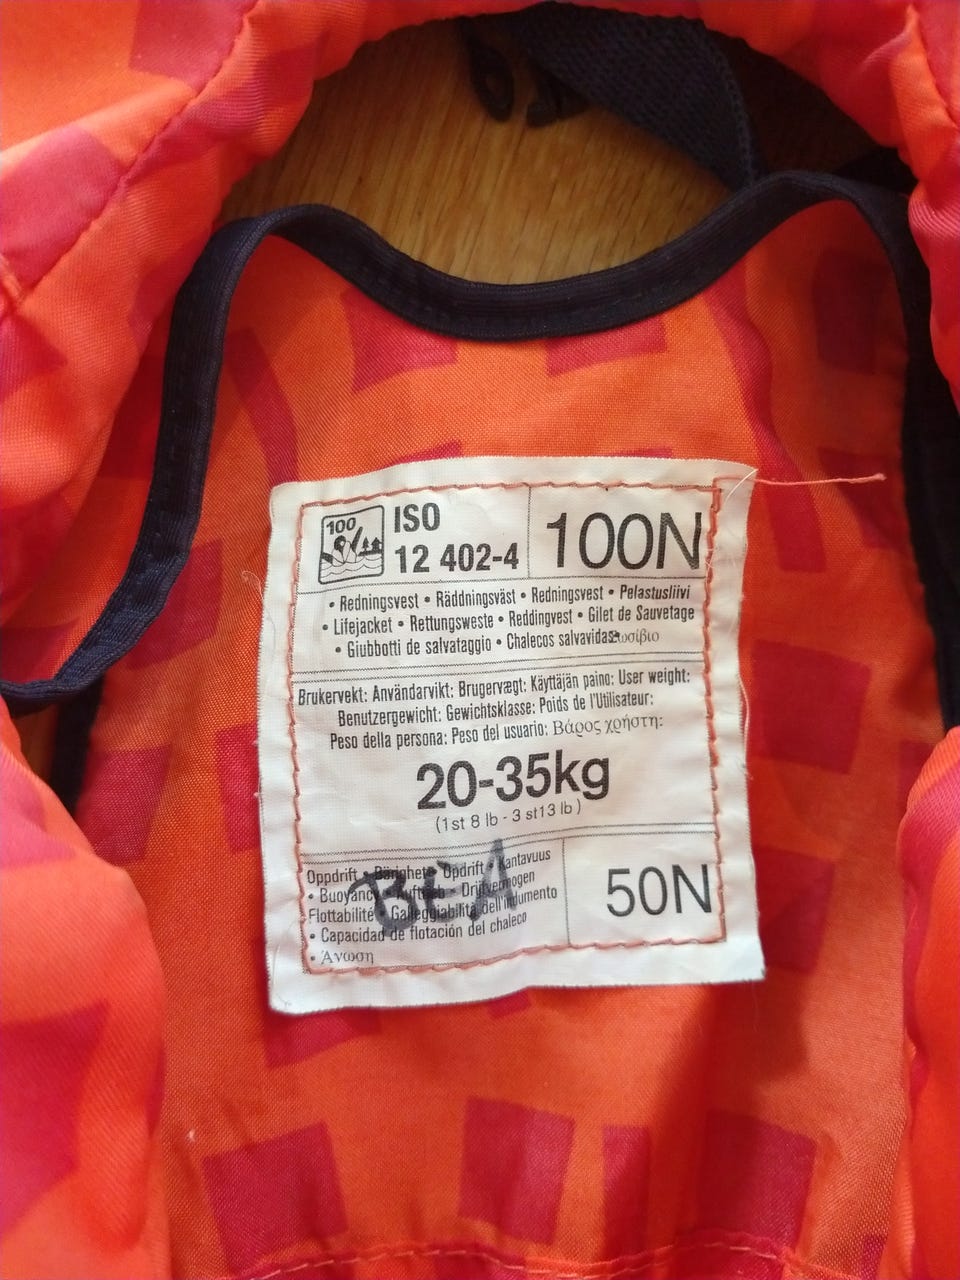 100
ISO
12 402-4
100N
• Redningsvest • Räddningsväst • Redningsvest • Pelastusliivi
• Lifejacket • Rettungsweste • Reddingvest • Gilet de Sauvetage
• Giubbotti de salvataggio • Chalecos salvavidas
Brukervekt: Användarvikt: Brugervægt: Käyttäjän paino: User weight:
Benutzergewicht: Gewichtsklasse: Poids de l'Utilisateur:
Peso della persona: Peso del usuario: Βάρος χρήστη:
20-35kg
(1st 8 lb - 3 st13 lb)
Oppdrift • Bärighet • Opdrift • Kantavuus
• Buoyancy Drijfvermogen
Flottabilité • Galleggiabilità
• Capacidad de flotación del chaleco
• Άνωση
50N
BEA